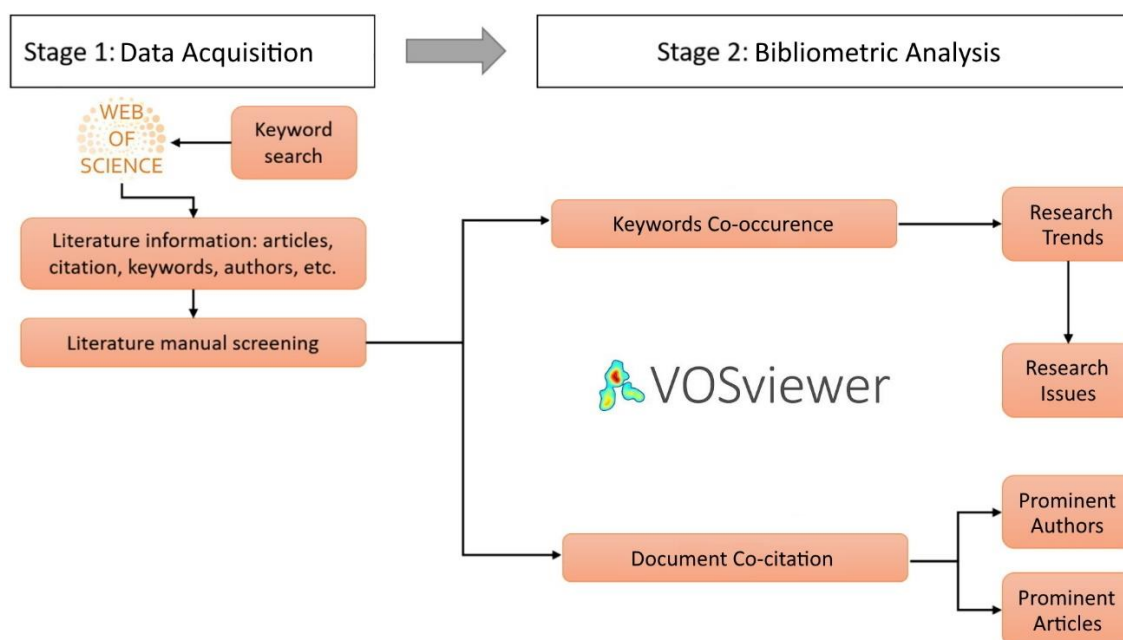 Stage 1: Data Acquisition
Stage 2: Bibliometric Analysis
WEB
OF
SCIENCE
Keyword
search
Literature information: articles,
citation, keywords, authors, etc.
Literature manual screening
Keywords Co-occurence
Research
Trends
VOSviewer
Research
Issues
Document Co-citation
Prominent
Authors
Prominent
Articles